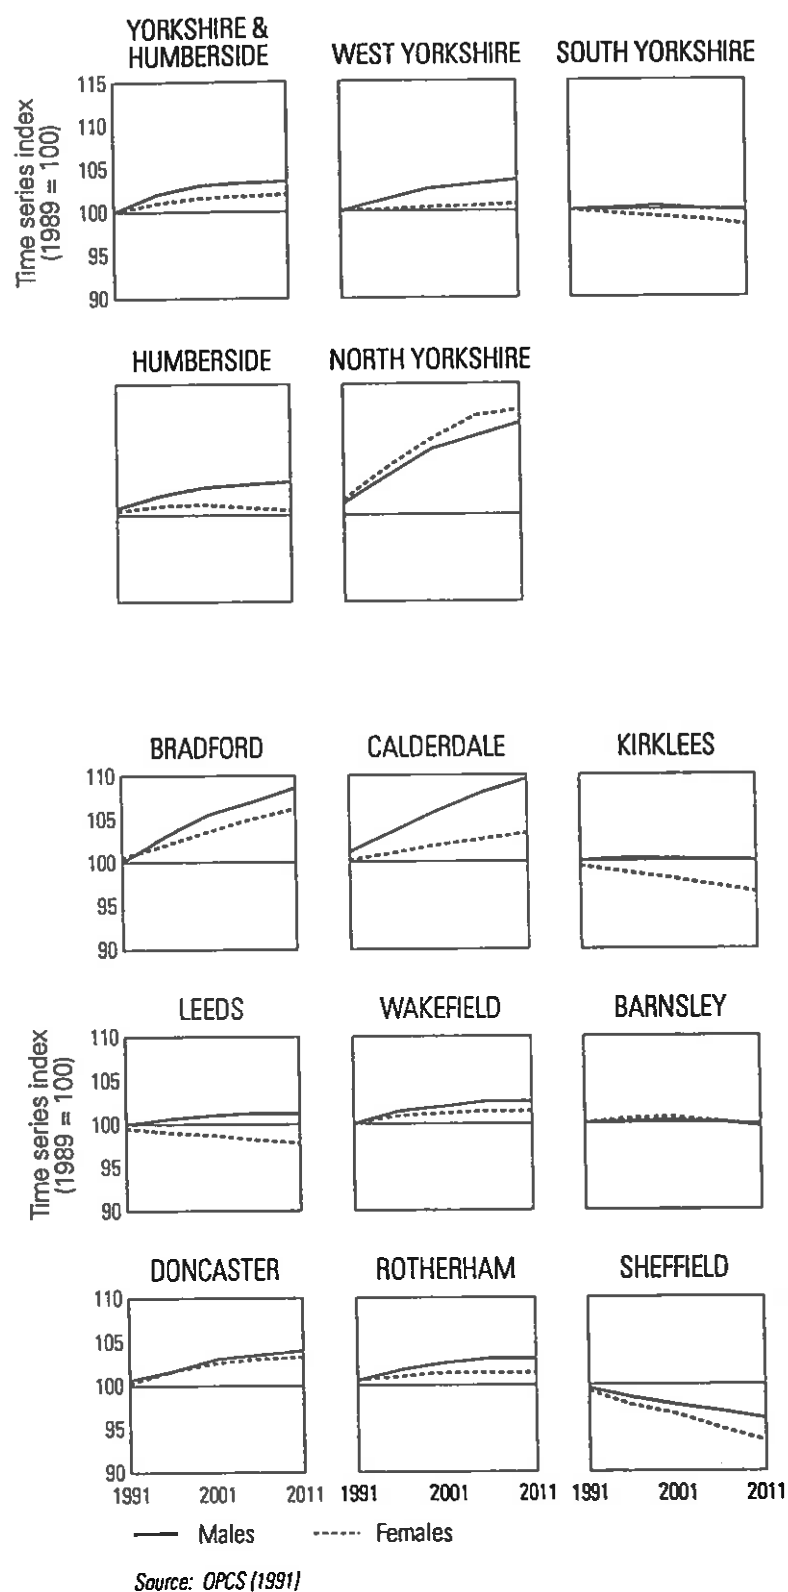 YORKSHIRE &
HUMBERSIDE
WEST YORKSHIRE
SOUTH YORKSHIRE
Time series index
(1989 = 100)
115
110
105
100
95
90
HUMBERSIDE
NORTH YORKSHIRE
BRADFORD
CALDERDALE
KIRKLEES
110
105
100
95
90
LEEDS
WAKEFIELD
BARNSLEY
Time series index
(1989 = 100)
110
105
100
95
90
DONCASTER
ROTHERHAM
SHEFFIELD
110
105
100
95
90
1991 2001 2011 1991 2001 2011 1991 2001 2011
Males Females
Source: OPCS (1991)